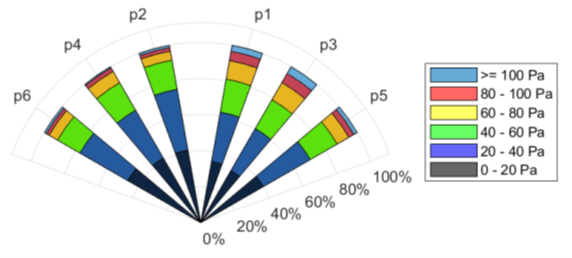 p2
p1
p4
p3
p6
p5
100%
80%
60%
40%
20%
0%
>= 100 Pa
80 - 100 Pa
60 - 80 Pa
40 - 60 Pa
20 - 40 Pa
0 - 20 Pa